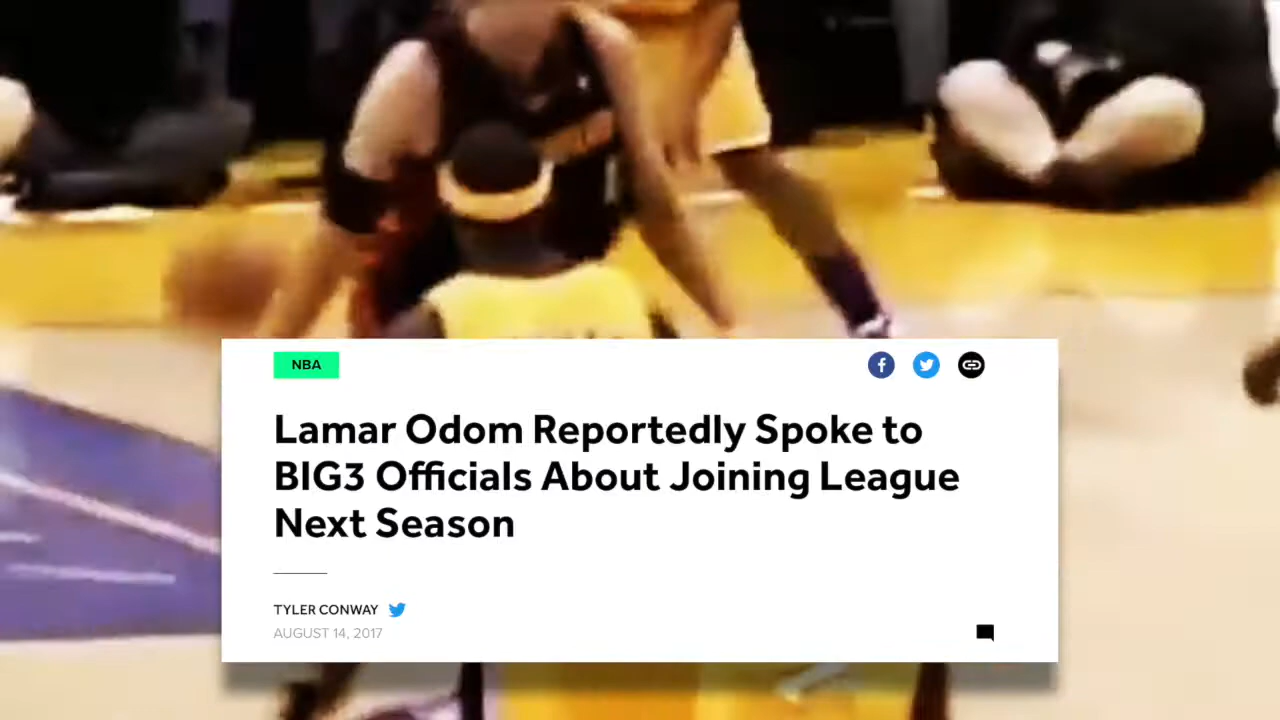 NBA
Lamar Odom Reportedly Spoke to
BIG3 Officials About Joining League
Next Season
TYLER CONWAY
AUGUST 14, 2017